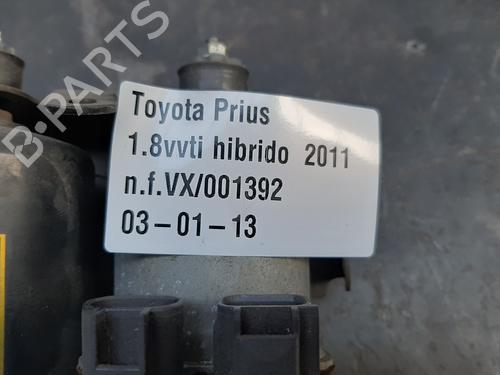 Toyota Prius
1.8vvti hibrido 2011
n.f.VX/001392
03-01-13
B-PARTS